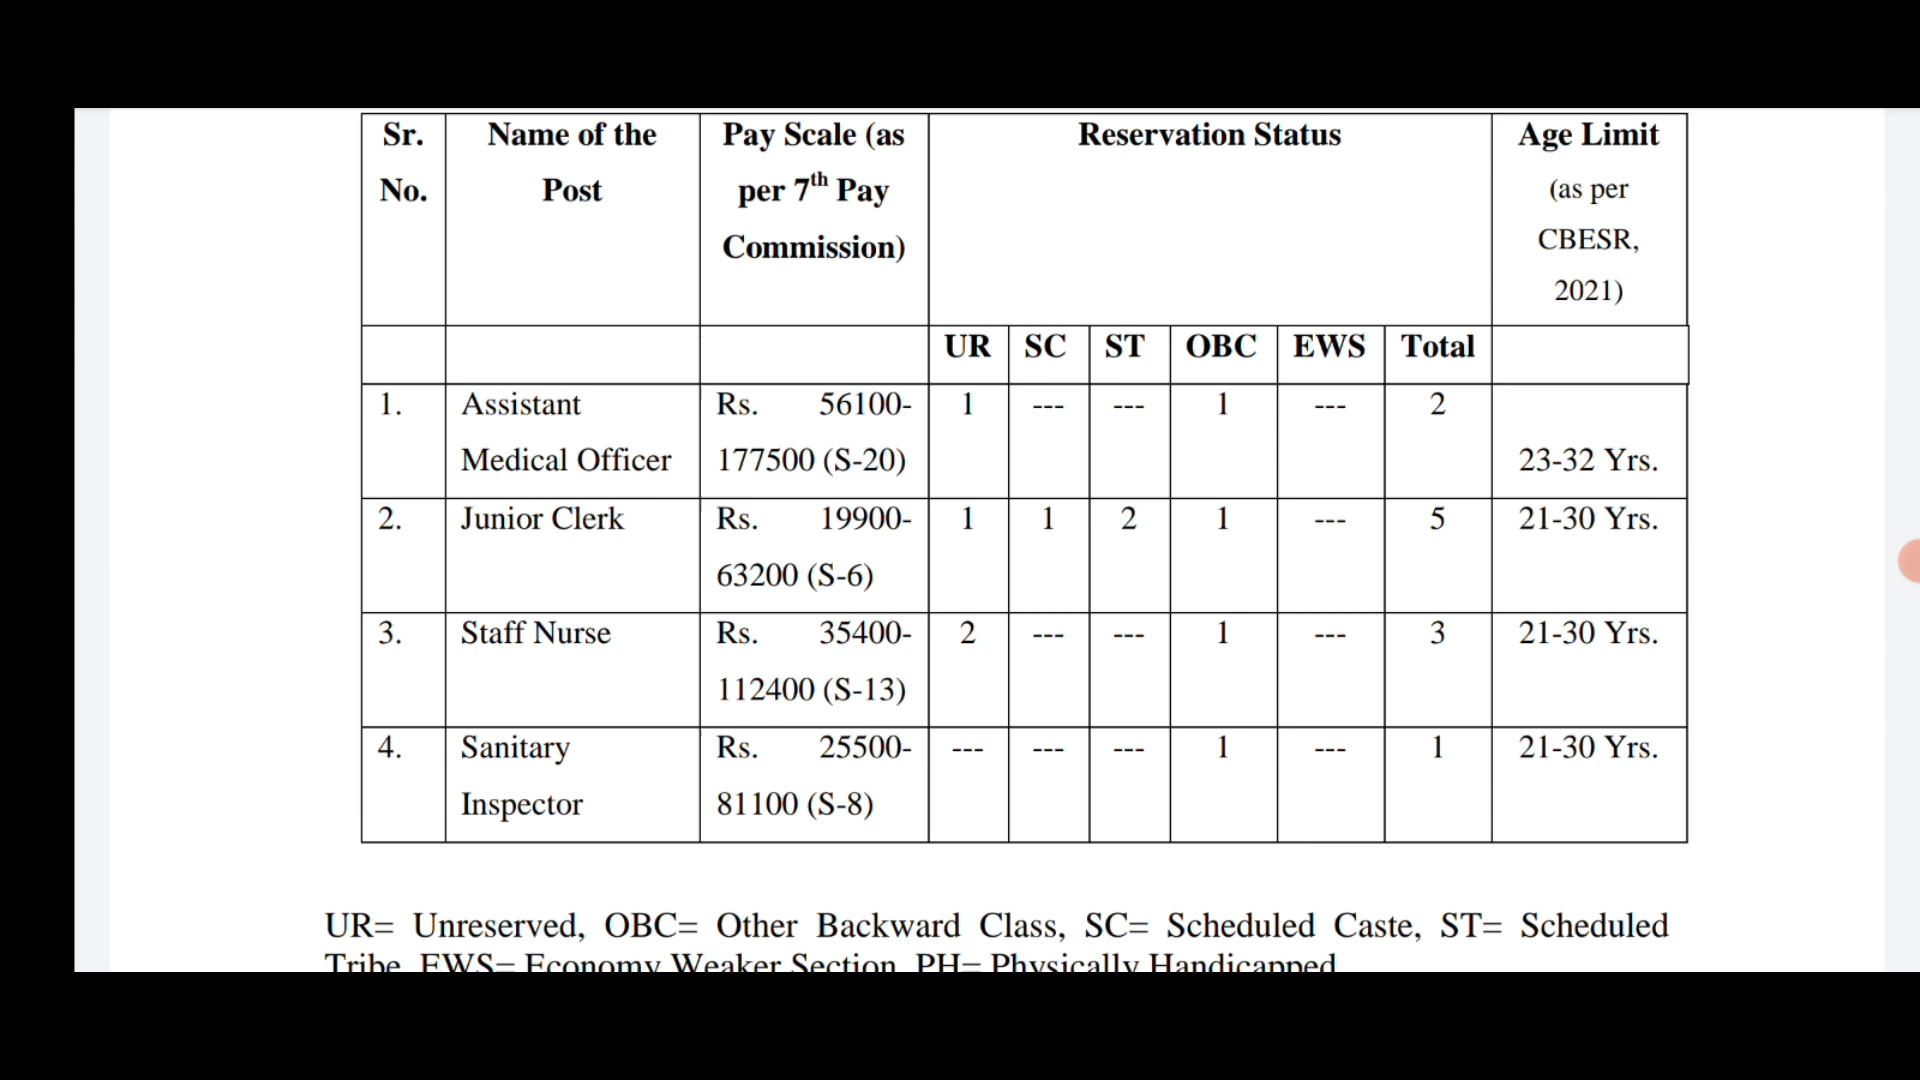 Sr. No. Name of the Post Pay Scale (as per 7th Pay Commission) Reservation Status Age Limit (as per CBESR, 2021)
UR SC ST OBC EWS Total
1. Assistant Medical Officer Rs. 56100-177500 (S-20) 1 --- --- 1 --- 2 23-32 Yrs.
2. Junior Clerk Rs. 19900-63200 (S-6) 1 1 2 1 --- 5 21-30 Yrs.
3. Staff Nurse Rs. 35400-112400 (S-13) 2 --- --- 1 --- 3 21-30 Yrs.
4. Sanitary Inspector Rs. 25500-81100 (S-8) --- --- --- 1 --- 1 21-30 Yrs.
UR= Unreserved, OBC= Other Backward Class, SC= Scheduled Caste, ST= Scheduled
Tribe, EWS= Economy Weaker Section, PH= Physically Handicapped